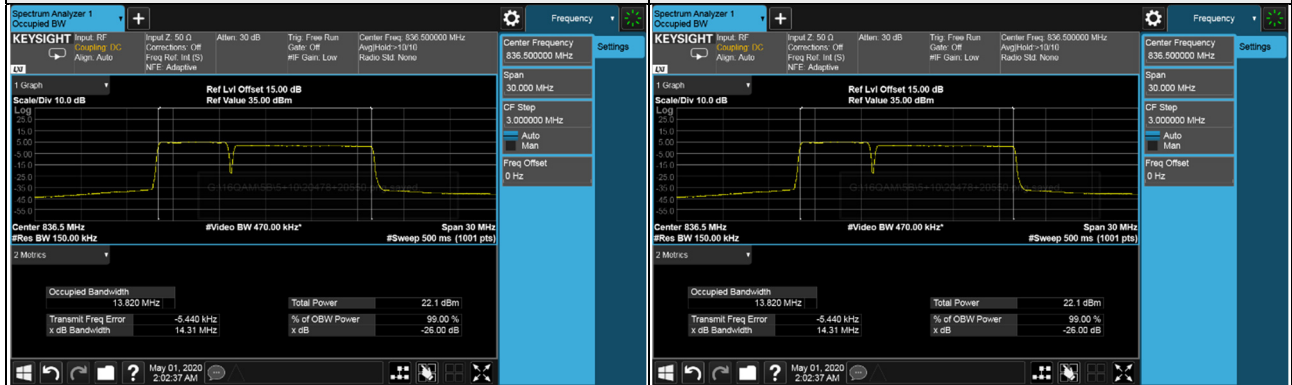 Spectrum Analyzer 1
Occupied BW
+
Frequency
KEYSIGHT
LXI
Input: RF
Coupling: DC
Align: Auto
Input Z: 50 Ω
Corrections: Off
Freq Ref: Int (S)
NFE: Adaptive
Atten: 30 dB
Trig: Free Run
Gate: Off
#IF Gain: Low
Center Freq: 836.500000 MHz
Avg|Hold:>10/10
Radio Std: None
Center Frequency
836.500000 MHz
Settings
Span
30.000 MHz
CF Step
3.000000 MHz
Auto
Man
Freq Offset
0 Hz
1 Graph
Scale/Div 10.0 dB
Ref Lvl Offset 15.00 dB
Ref Value 35.00 dBm
Log
25.0
15.0
5.00
-5.00
-15.0
-25.0
-35.0
-45.0
-55.0
Center 836.5 MHz
#Video BW 470.00 kHz*
Span 30 MHz
#Res BW 150.00 kHz
#Sweep 500 ms (1001 pts)
2 Metrics
Occupied Bandwidth
13.820 MHz
Total Power 22.1 dBm
Transmit Freq Error -5.440 kHz
% of OBW Power 99.00 %
x dB Bandwidth 14.31 MHz
x dB -26.00 dB
?
May 01, 2020
2:02:37 AM
Spectrum Analyzer 1
Occupied BW
+
Frequency
KEYSIGHT
LXI
Input: RF
Coupling: DC
Align: Auto
Input Z: 50 Ω
Corrections: Off
Freq Ref: Int (S)
NFE: Adaptive
Atten: 30 dB
Trig: Free Run
Gate: Off
#IF Gain: Low
Center Freq: 836.500000 MHz
Avg|Hold:>10/10
Radio Std: None
Center Frequency
836.500000 MHz
Settings
Span
30.000 MHz
CF Step
3.000000 MHz
Auto
Man
Freq Offset
0 Hz
1 Graph
Scale/Div 10.0 dB
Ref Lvl Offset 15.00 dB
Ref Value 35.00 dBm
Log
25.0
15.0
5.00
-5.00
-15.0
-25.0
-35.0
-45.0
-55.0
Center 836.5 MHz
#Video BW 470.00 kHz*
Span 30 MHz
#Res BW 150.00 kHz
#Sweep 500 ms (1001 pts)
2 Metrics
Occupied Bandwidth
13.820 MHz
Total Power 22.1 dBm
Transmit Freq Error -5.440 kHz
% of OBW Power 99.00 %
x dB Bandwidth 14.31 MHz
x dB -26.00 dB
?
May 01, 2020
2:02:37 AM